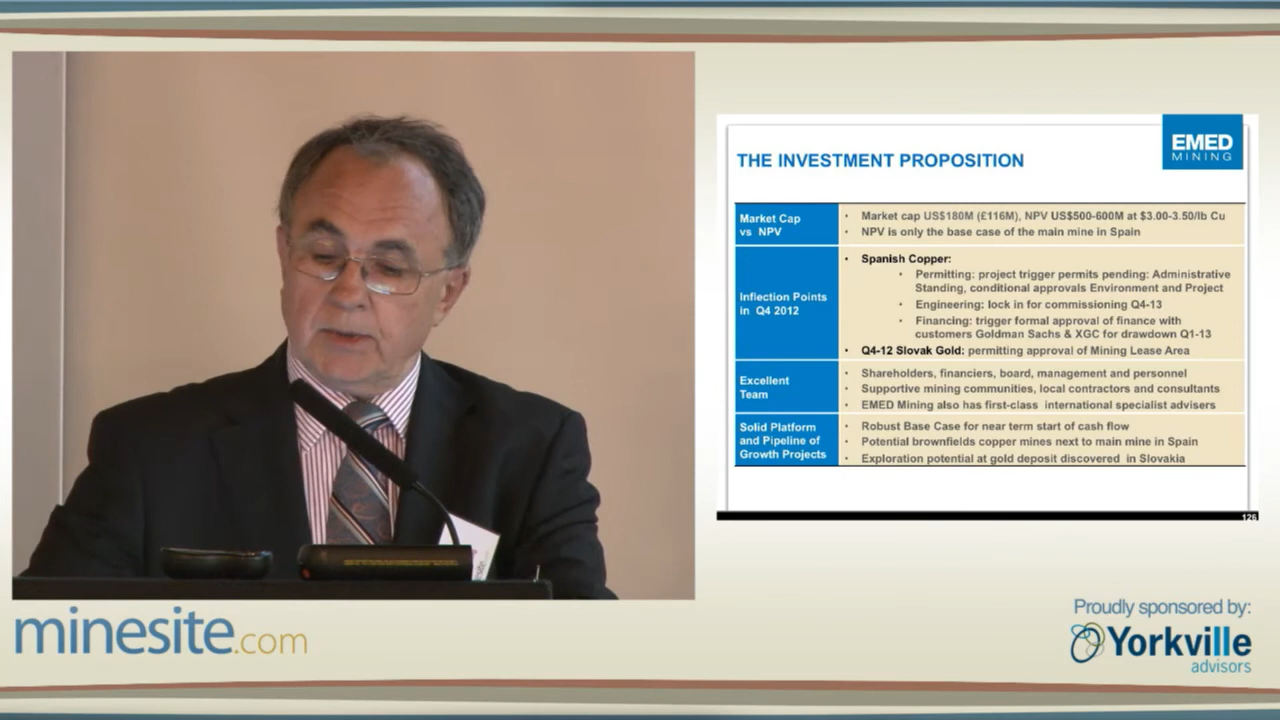 EMED
MINING
THE INVESTMENT PROPOSITION
Market Cap
vs NPV
• Market cap US$180M (£116M), NPV US$500-600M at $3.00-3.50/lb Cu
• NPV is only the base case of the main mine in Spain
Inflection Points
in Q4 2012
• Spanish Copper:
• Permitting: project trigger permits pending: Administrative
Standing, conditional approvals Environment and Project
• Engineering: lock in for commissioning Q4-13
• Financing: trigger formal approval of finance with
customers Goldman Sachs & XGC for drawdown Q1-13
• Q4-12 Slovak Gold: permitting approval of Mining Lease Area
Excellent
Team
• Shareholders, financiers, board, management and personnel
• Supportive mining communities, local contractors and consultants
• EMED Mining also has first-class international specialist advisers
Solid Platform
and Pipeline of
Growth Projects
• Robust Base Case for near term start of cash flow
• Potential brownfields copper mines next to main mine in Spain
• Exploration potential at gold deposit discovered in Slovakia
126
minesite.com
Proudly sponsored by:
Yorkville
advisors